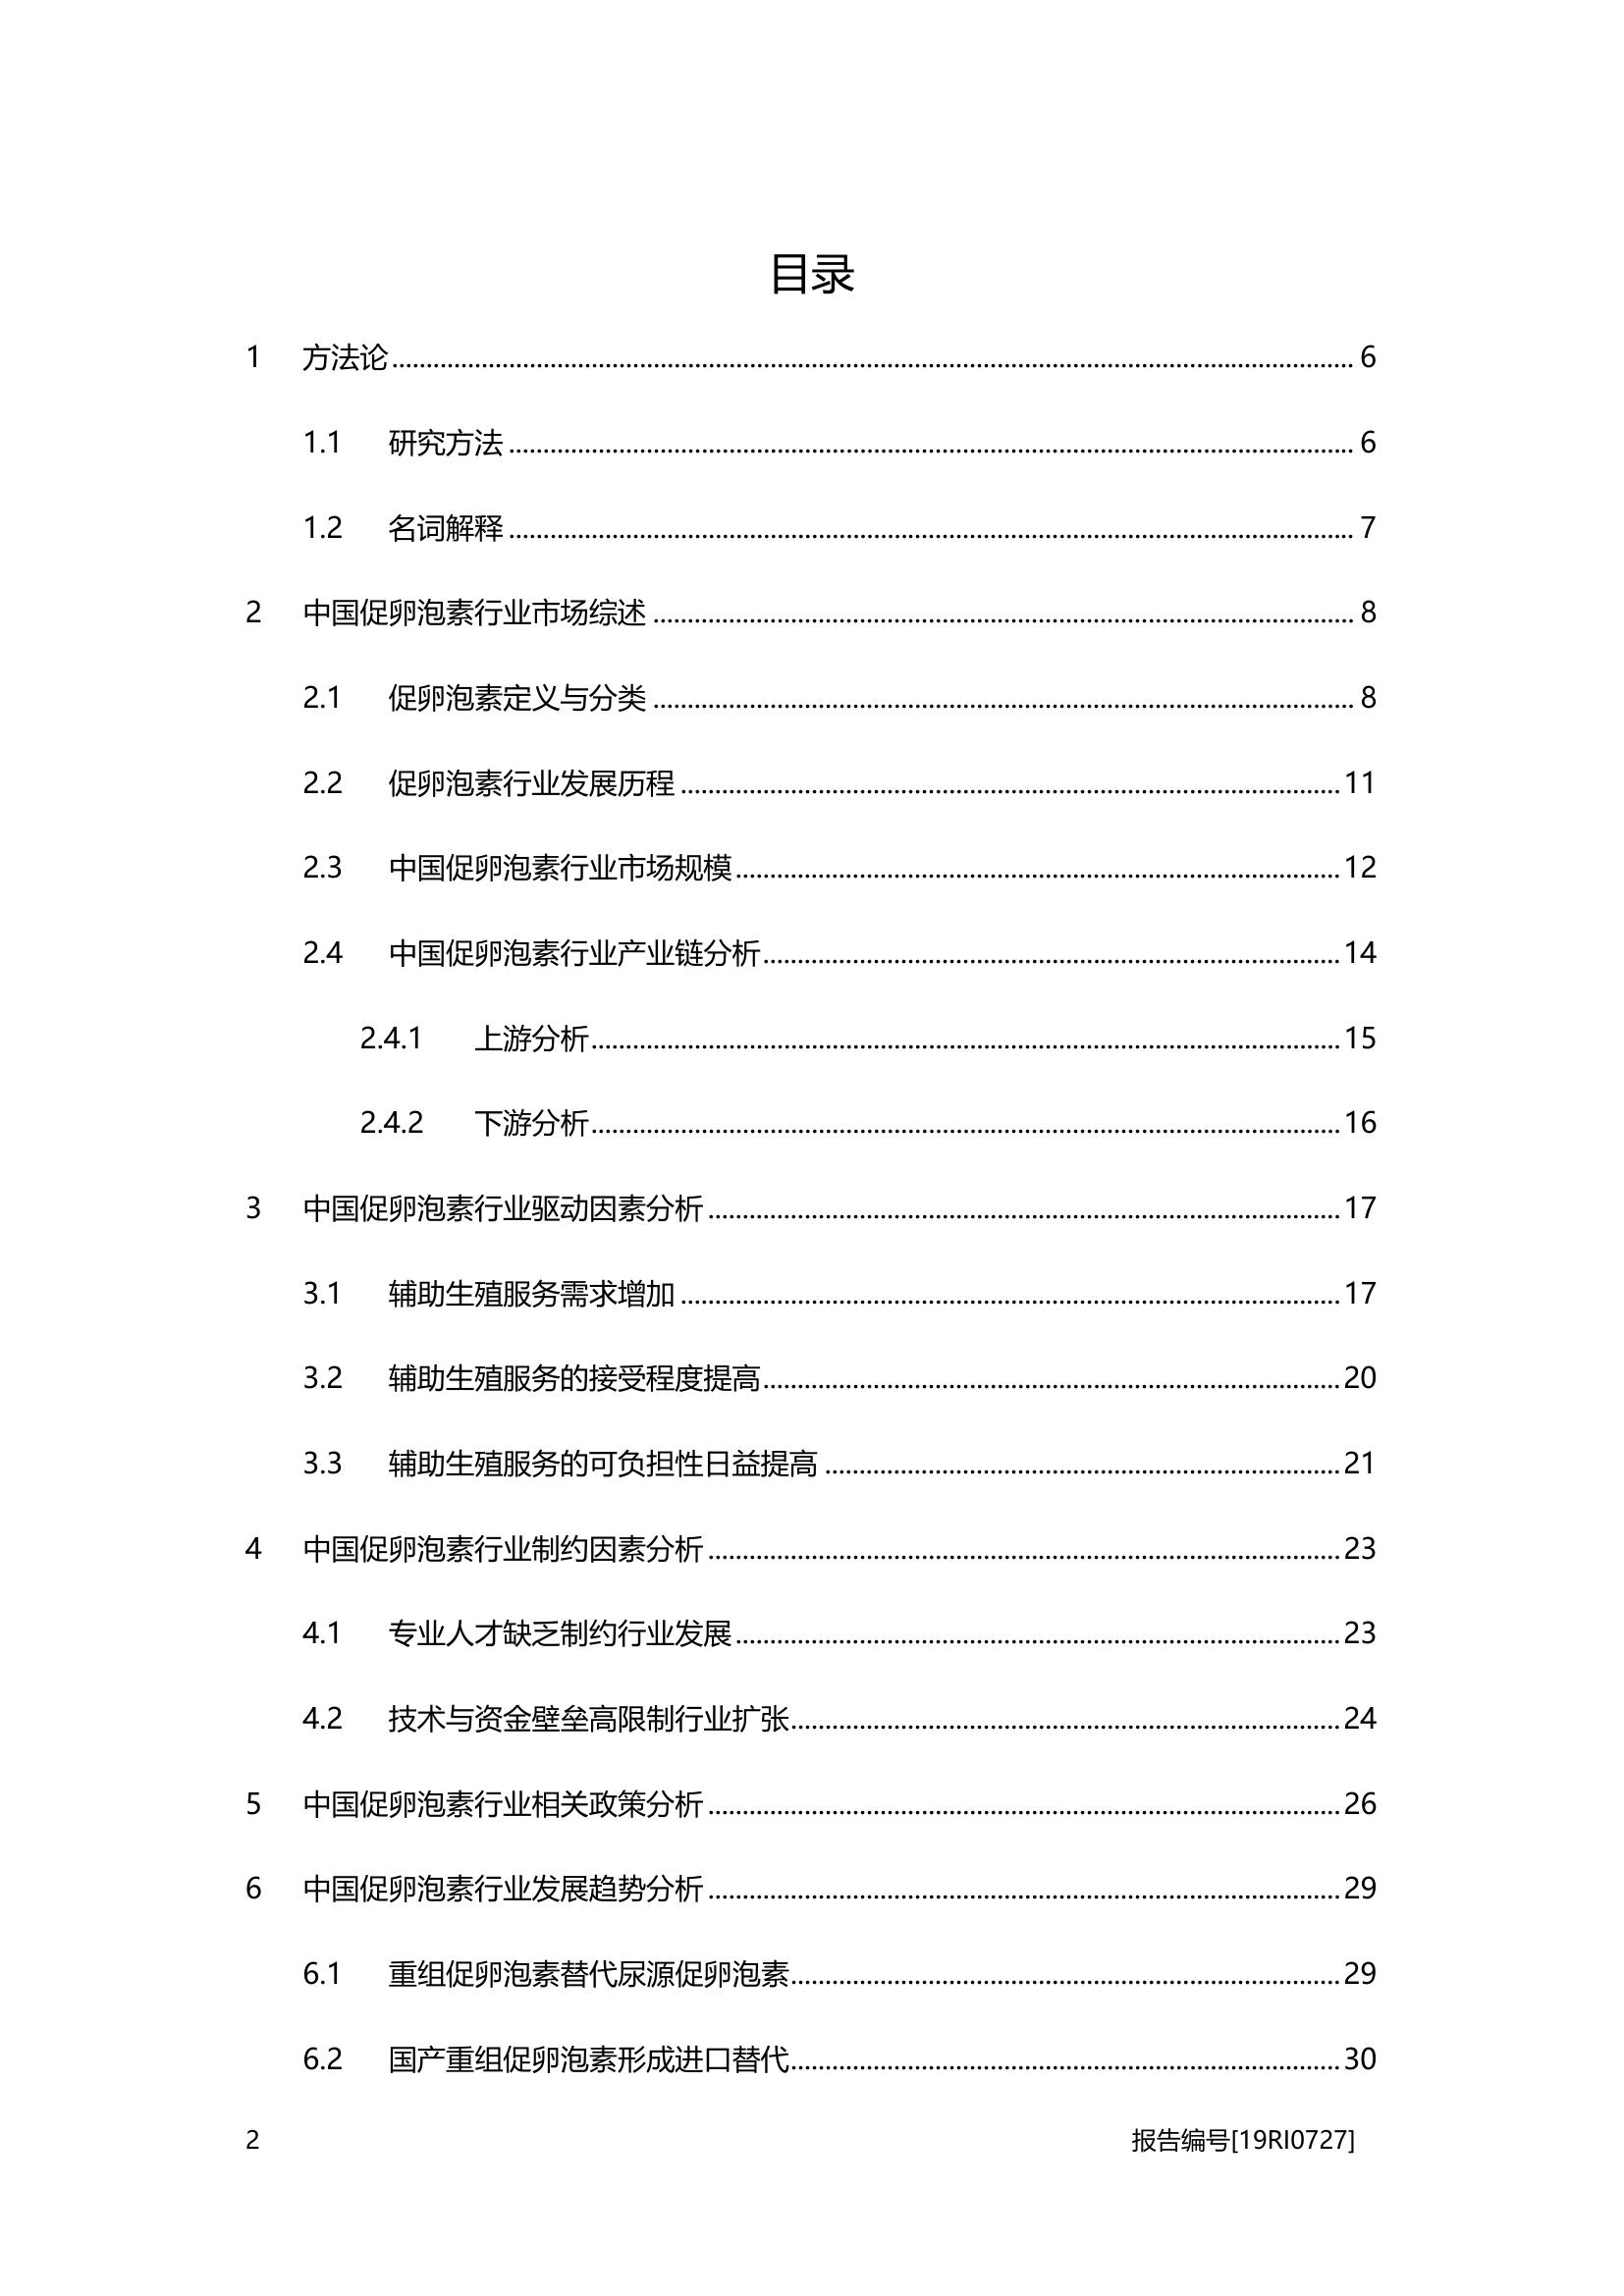 目录
1 方法论 6
1.1 研究方法 6
1.2 名词解释 7
2 中国促卵泡素行业市场综述 8
2.1 促卵泡素定义与分类 8
2.2 促卵泡素行业发展历程 11
2.3 中国促卵泡素行业市场规模 12
2.4 中国促卵泡素行业产业链分析 14
2.4.1 上游分析 15
2.4.2 下游分析 16
3 中国促卵泡素行业驱动因素分析 17
3.1 辅助生殖服务需求增加 17
3.2 辅助生殖服务的接受程度提高 20
3.3 辅助生殖服务的可负担性日益提高 21
4 中国促卵泡素行业制约因素分析 23
4.1 专业人才缺乏制约行业发展 23
4.2 技术与资金壁垒高限制行业扩张 24
5 中国促卵泡素行业相关政策分析 26
6 中国促卵泡素行业发展趋势分析 29
6.1 重组促卵泡素替代尿源促卵泡素 29
6.2 国产重组促卵泡素形成进口替代 30
2 报告编号[19RI0727]